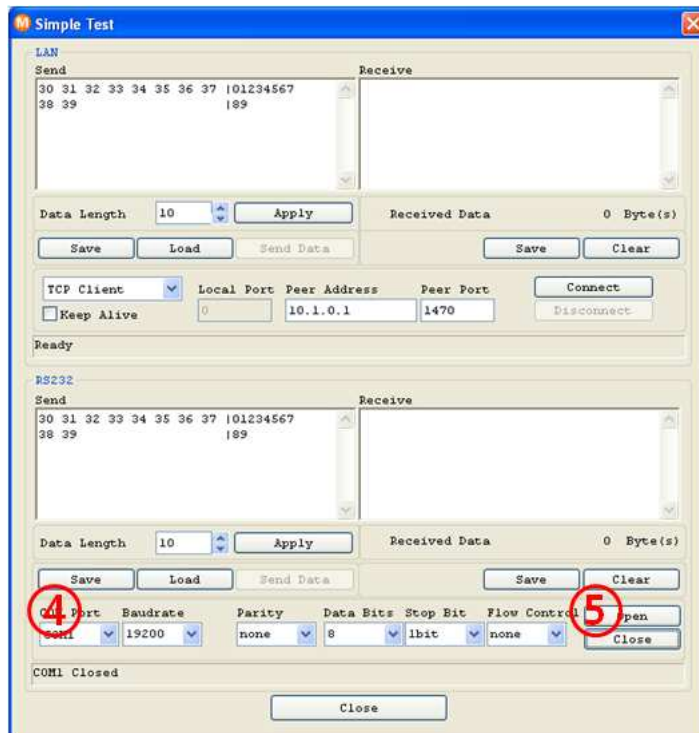 Simple Test
LAN
Send Receive
30 31 32 33 34 35 36 37 |01234567
38 39 |89
Data Length 10 Apply Received Data 0 Byte(s)
Save Load Send Data Save Clear
TCP Client Local Port Peer Address Peer Port Connect
Keep Alive 0 10.1.0.1 1470 Disconnect
Ready
RS232
Send Receive
30 31 32 33 34 35 36 37 |01234567
38 39 |89
Data Length 10 Apply Received Data 0 Byte(s)
Save Load Send Data Save Clear
④ Port Baudrate Parity Data Bits Stop Bit Flow Control ⑤ Open
COM1 19200 none 8 1bit none Close
COM1 Closed
Close